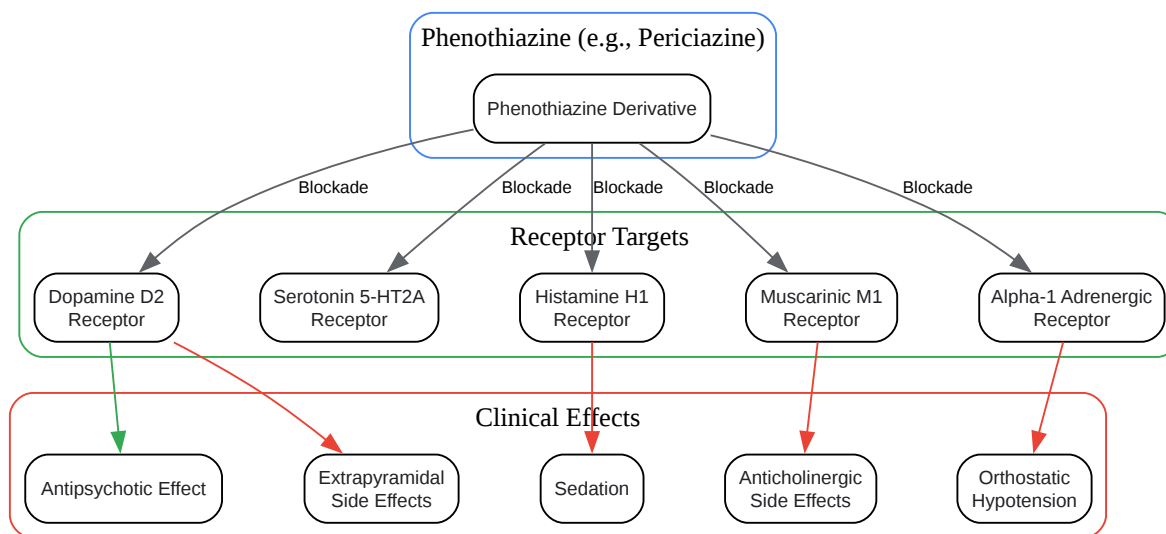 Phenothiazine (e.g., Periciazine)
Phenothiazine Derivative
Blockade
Blockade
Blockade
Blockade
Blockade
Receptor Targets
Dopamine D2
Receptor
Serotonin 5-HT2A
Receptor
Histamine H1
Receptor
Muscarinic M1
Receptor
Alpha-1 Adrenergic
Receptor
Clinical Effects
Antipsychotic Effect
Extrapyramidal
Side Effects
Sedation
Anticholinergic
Side Effects
Orthostatic
Hypotension